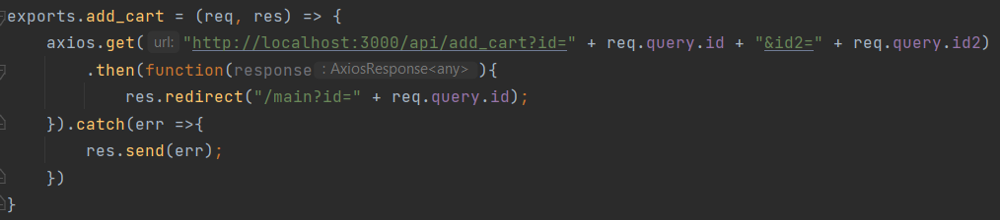 exports.add_cart = (req, res) => {
    axios.get( url: "http://localhost:3000/api/add_cart?id=" + req.query.id + "&id2=" + req.query.id2)
        .then(function(response : AxiosResponse<any> ){
            res.redirect("/main?id=" + req.query.id);
    }).catch(err =>{
        res.send(err);
    })
}